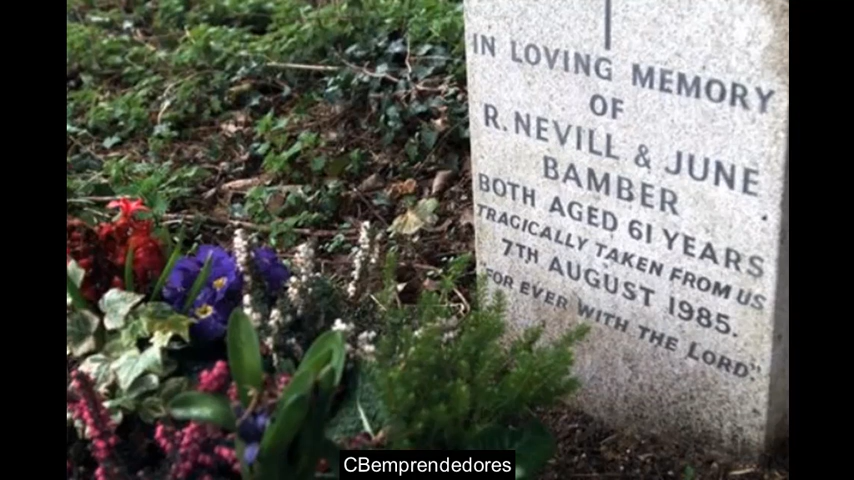 IN LOVING MEMORY
OF
R. NEVILL & JUNE
BAMBER
BOTH AGED 61 YEARS
TRAGICALLY TAKEN FROM US
7TH AUGUST 1985.
"FOR EVER WITH THE LORD."
CBemprendedores